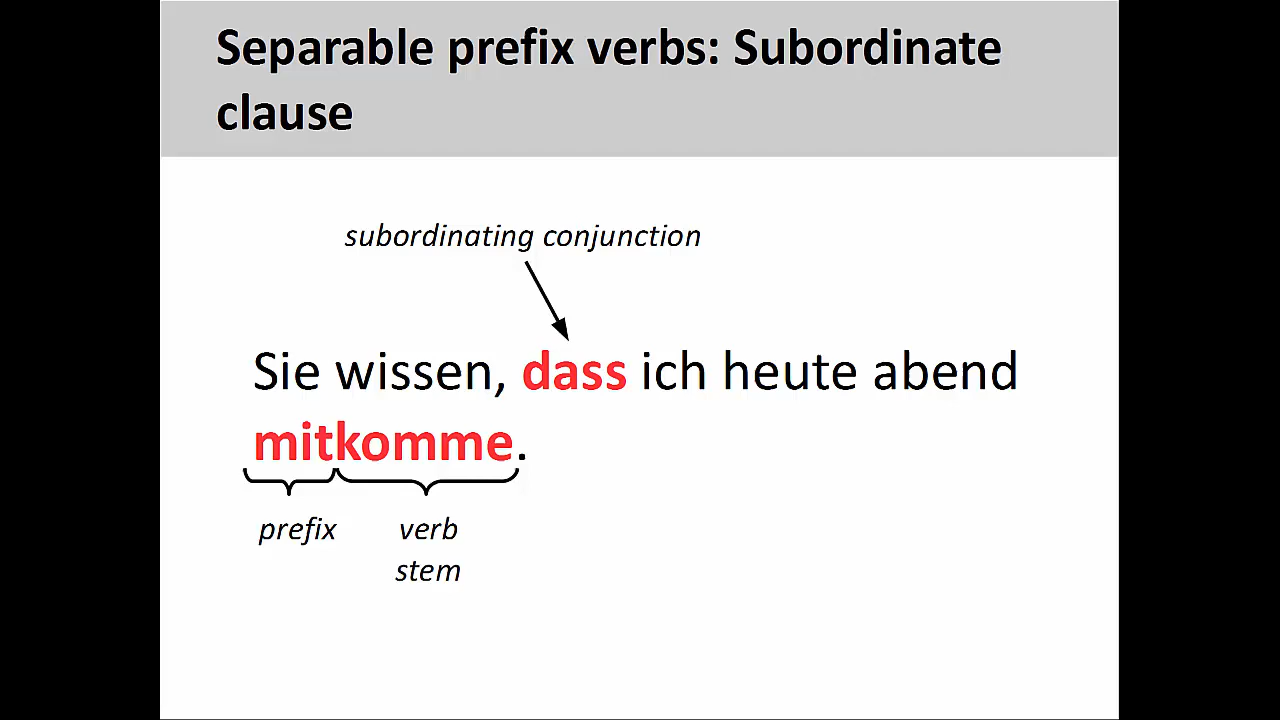 Separable prefix verbs: Subordinate
clause
subordinating conjunction
Sie wissen, dass ich heute abend
mitkomme.
prefix verb
stem